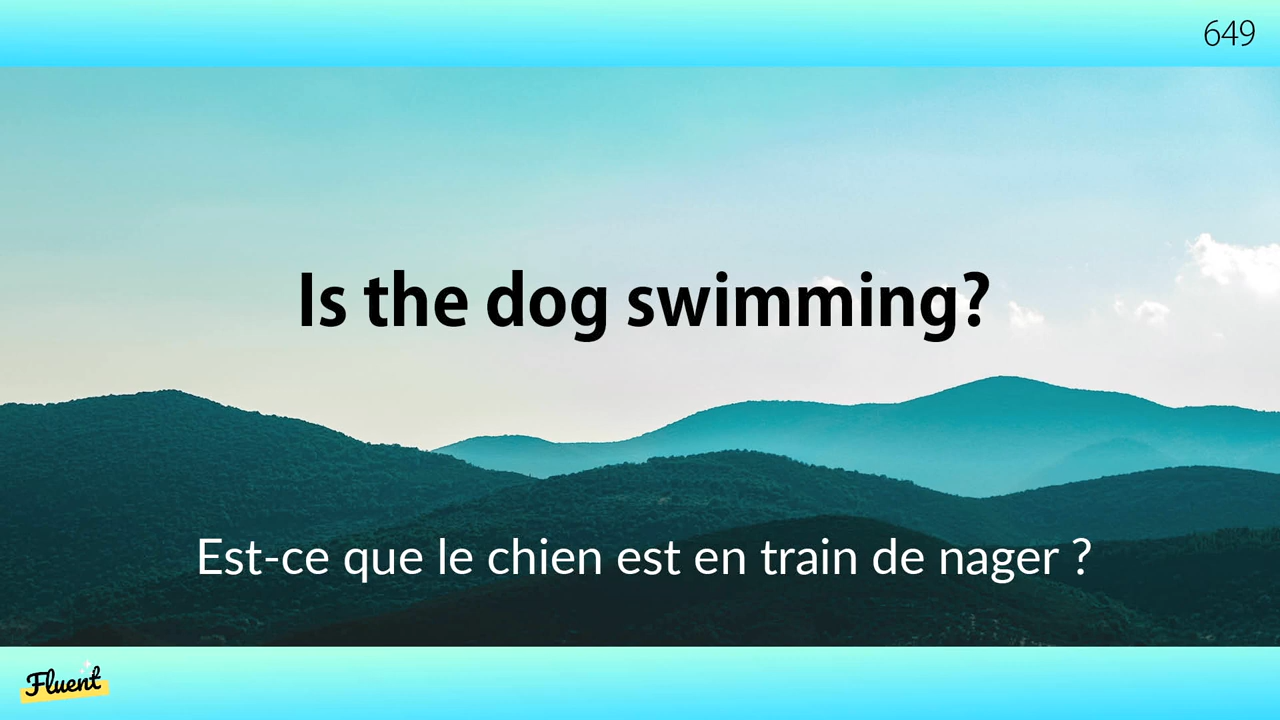 649
Is the dog swimming?
Est-ce que le chien est en train de nager ?
Fluent